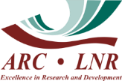 ARC • LNR
Excellence in Research and Development